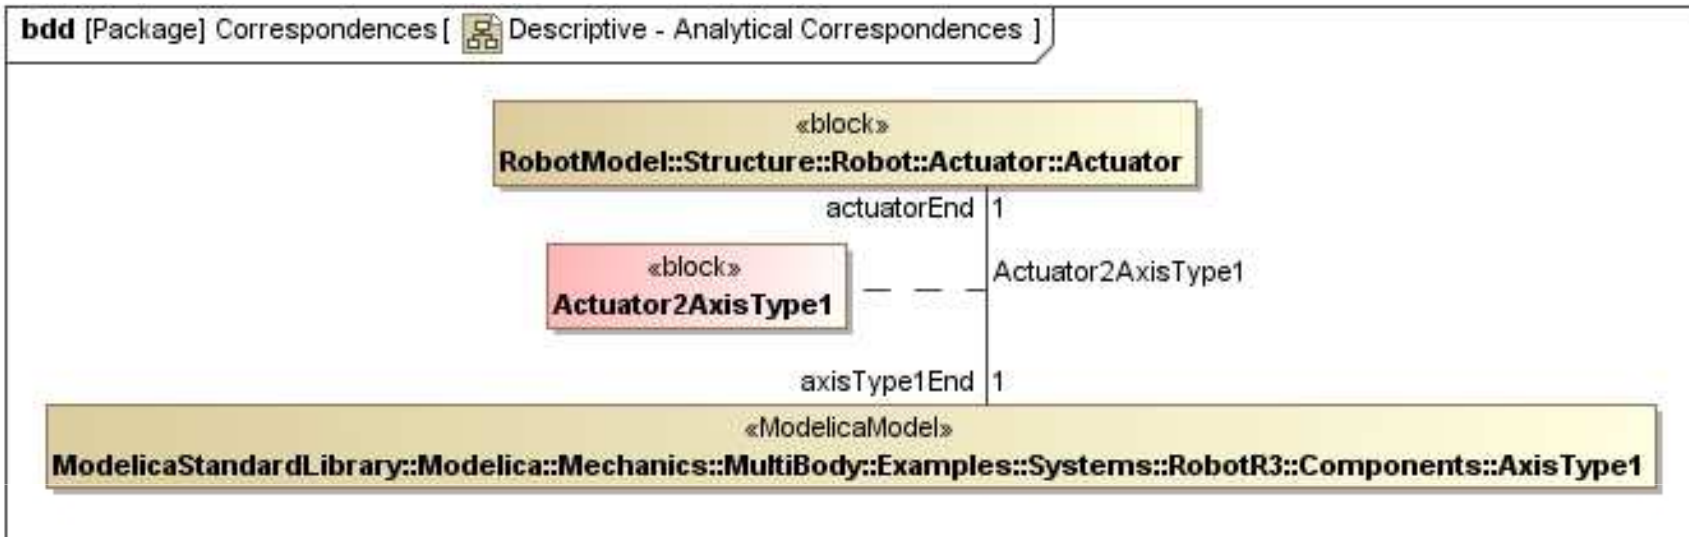 bdd [Package] Correspondences [ Descriptive - Analytical Correspondences ]
«block»
RobotModel::Structure::Robot::Actuator::Actuator
actuatorEnd 1
«block»
Actuator2AxisType1
Actuator2AxisType1
axisType1End 1
«ModelicaModel»
ModelicaStandardLibrary::Modelica::Mechanics::MultiBody::Examples::Systems::RobotR3::Components::AxisType1